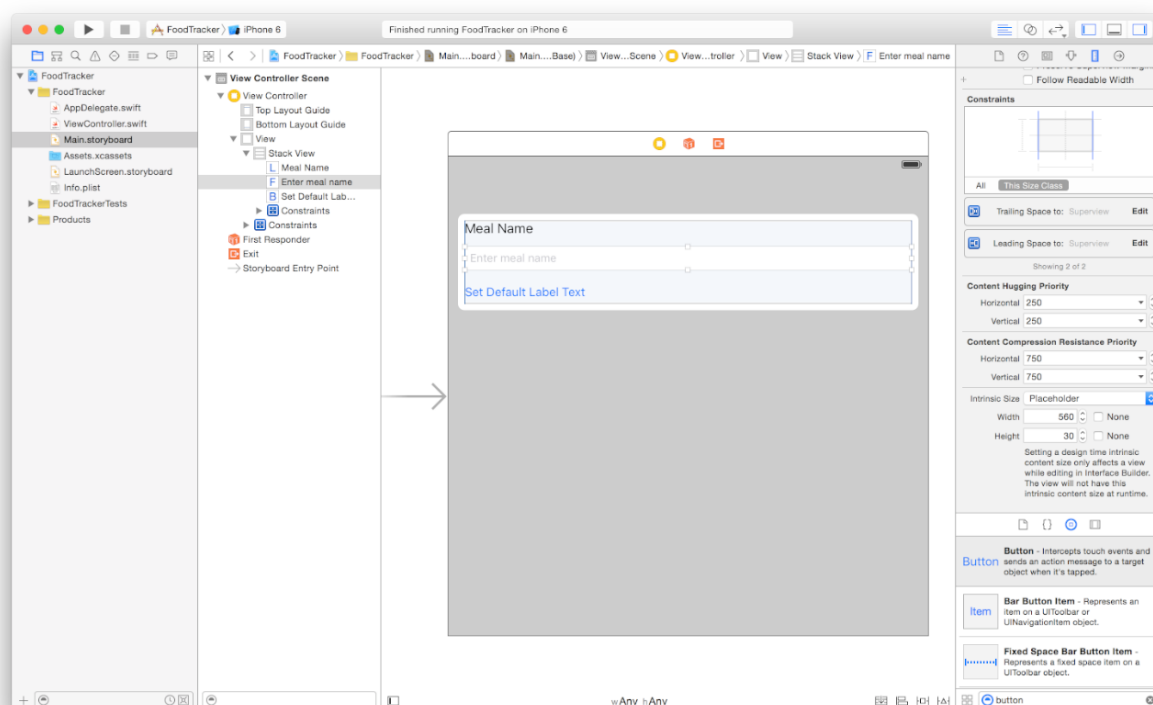 FoodTracker
iPhone 6
Finished running FoodTracker on iPhone 6
FoodTracker
FoodTracker
Main....board
Main....Base)
View...Scene
View...troller
View
Stack View
F Enter meal name
FoodTracker
FoodTracker
AppDelegate.swift
ViewController.swift
Main.storyboard
Assets.xcassets
LaunchScreen.storyboard
Info.plist
FoodTrackerTests
Products
View Controller Scene
View Controller
Top Layout Guide
Bottom Layout Guide
View
Stack View
L Meal Name
F Enter meal name
B Set Default Lab...
Constraints
Constraints
First Responder
Exit
Storyboard Entry Point
Meal Name
Enter meal name
Set Default Label Text
wAny hAny
Follow Readable Width
Constraints
All This Size Class
Trailing Space to: Superview Edit
Leading Space to: Superview Edit
Showing 2 of 2
Content Hugging Priority
Horizontal 250
Vertical 250
Content Compression Resistance Priority
Horizontal 750
Vertical 750
Intrinsic Size Placeholder
Width 560 None
Height 30 None
Setting a design time intrinsic
content size only affects a view
while editing in Interface Builder.
The view will not have this
intrinsic content size at runtime.
Button
Button - Intercepts touch events and
sends an action message to a target
object when it's tapped.
Item
Bar Button Item - Represents an
item on a UIToolbar or
UINavigationItem object.
Fixed Space Bar Button Item -
Represents a fixed space item on a
UIToolbar object.
button